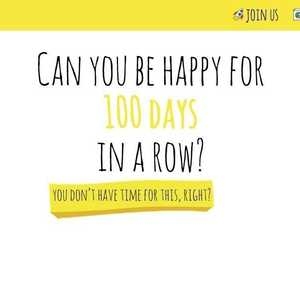 JOIN US
CAN YOU BE HAPPY FOR
100 DAYS
IN A ROW?
YOU DON'T HAVE TIME FOR THIS, RIGHT?